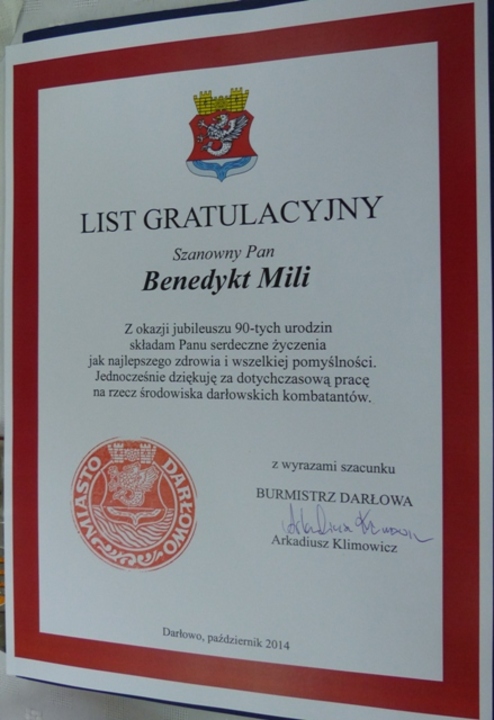 LIST GRATULACYJNY
Szanowny Pan
Benedykt Mili
Z okazji jubileuszu 90-tych urodzin
składam Panu serdeczne życzenia
jak najlepszego zdrowia i wszelkiej pomyślności.
Jednocześnie dziękuję za dotychczasową pracę
na rzecz środowiska darłowskich kombatantów.
MIASTO DARŁOWO
z wyrazami szacunku
BURMISTRZ DARŁOWA
Arkadiusz Klimowicz
Darłowo, październik 2014